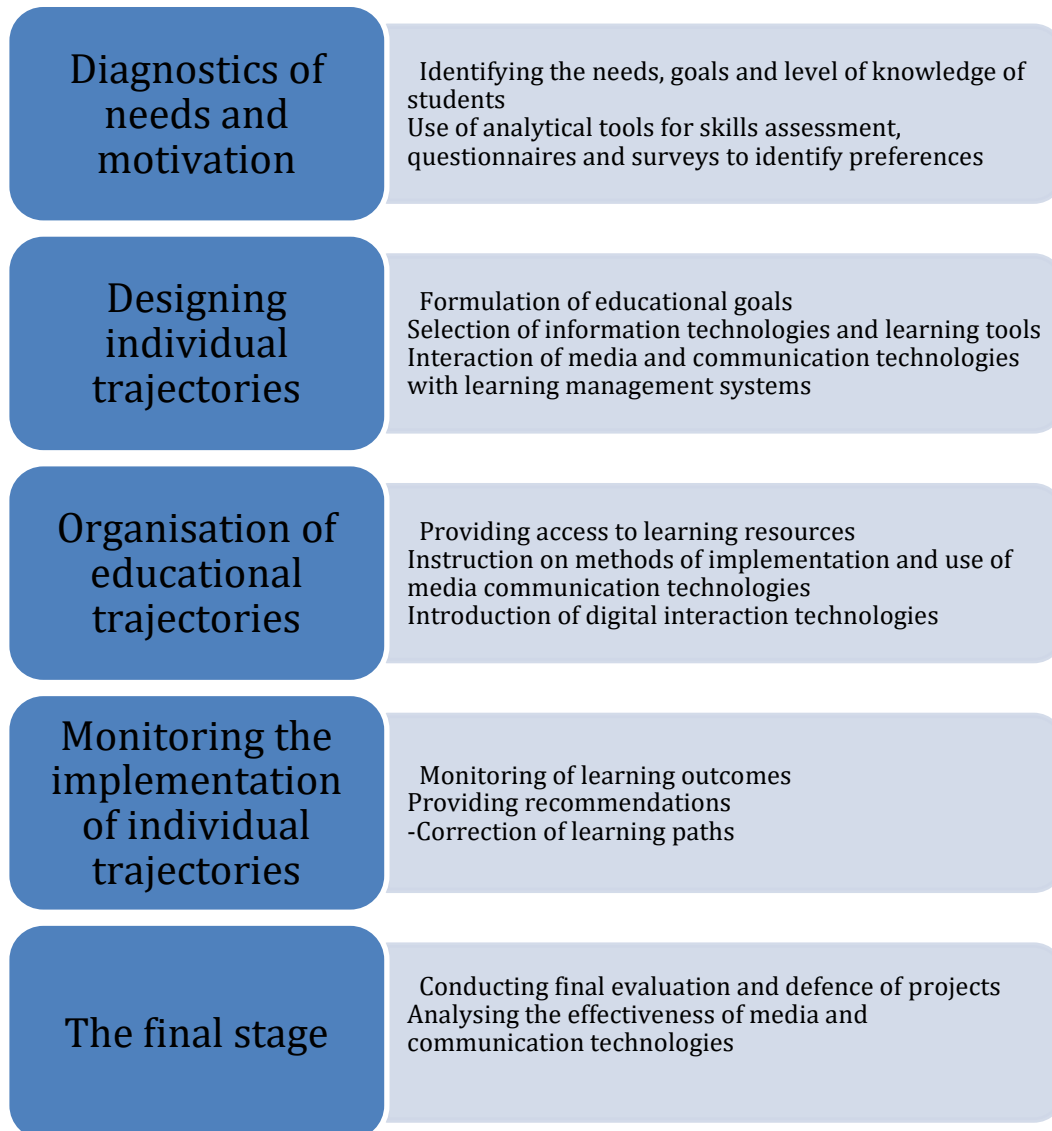 Diagnostics of
needs and
motivation
Identifying the needs, goals and level of knowledge of
students
Use of analytical tools for skills assessment,
questionnaires and surveys to identify preferences
Designing
individual
trajectories
Formulation of educational goals
Selection of information technologies and learning tools
Interaction of media and communication technologies
with learning management systems
Organisation of
educational
trajectories
Providing access to learning resources
Instruction on methods of implementation and use of
media communication technologies
Introduction of digital interaction technologies
Monitoring the
implementation
of individual
trajectories
Monitoring of learning outcomes
Providing recommendations
-Correction of learning paths
The final stage
Conducting final evaluation and defence of projects
Analysing the effectiveness of media and
communication technologies